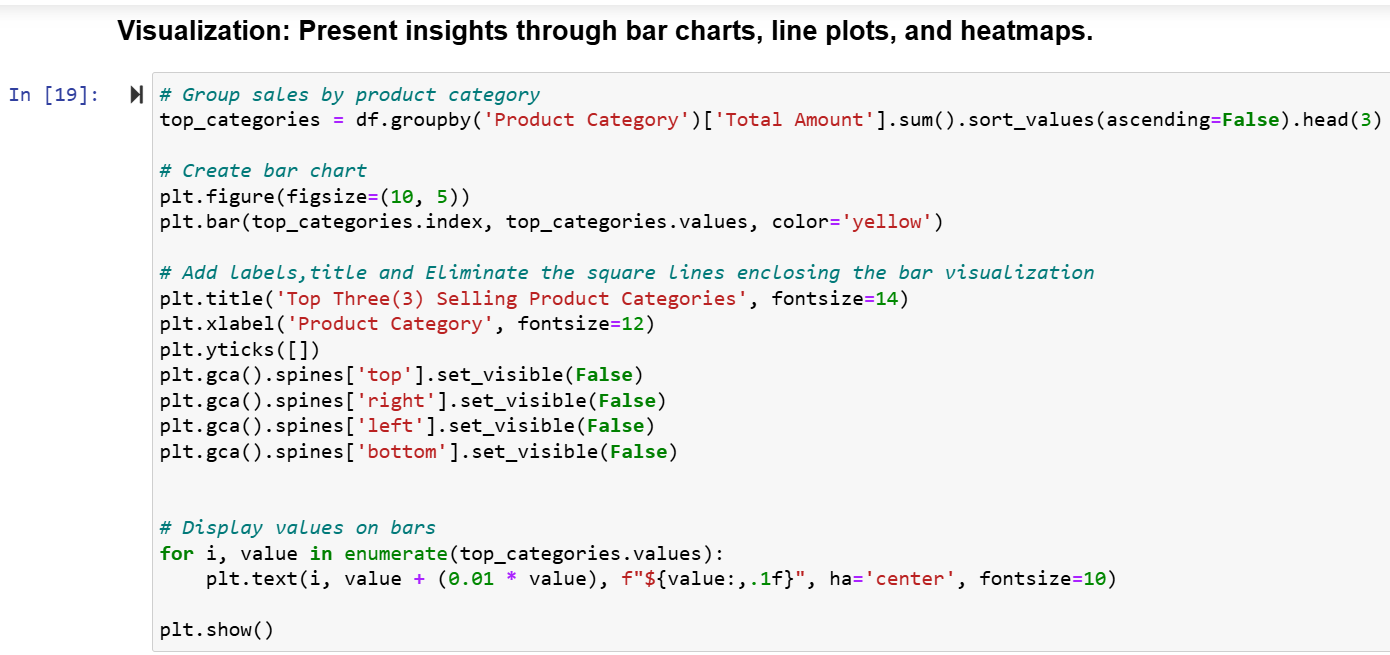 Visualization: Present insights through bar charts, line plots, and heatmaps.
In [19]:
# Group sales by product category
top_categories = df.groupby('Product Category')['Total Amount'].sum().sort_values(ascending=False).head(3)

# Create bar chart
plt.figure(figsize=(10, 5))
plt.bar(top_categories.index, top_categories.values, color='yellow')

# Add labels,title and Eliminate the square lines enclosing the bar visualization
plt.title('Top Three(3) Selling Product Categories', fontsize=14)
plt.xlabel('Product Category', fontsize=12)
plt.yticks([])
plt.gca().spines['top'].set_visible(False)
plt.gca().spines['right'].set_visible(False)
plt.gca().spines['left'].set_visible(False)
plt.gca().spines['bottom'].set_visible(False)

# Display values on bars
for i, value in enumerate(top_categories.values):
    plt.text(i, value + (0.01 * value), f"${value:,.1f}", ha='center', fontsize=10)

plt.show()